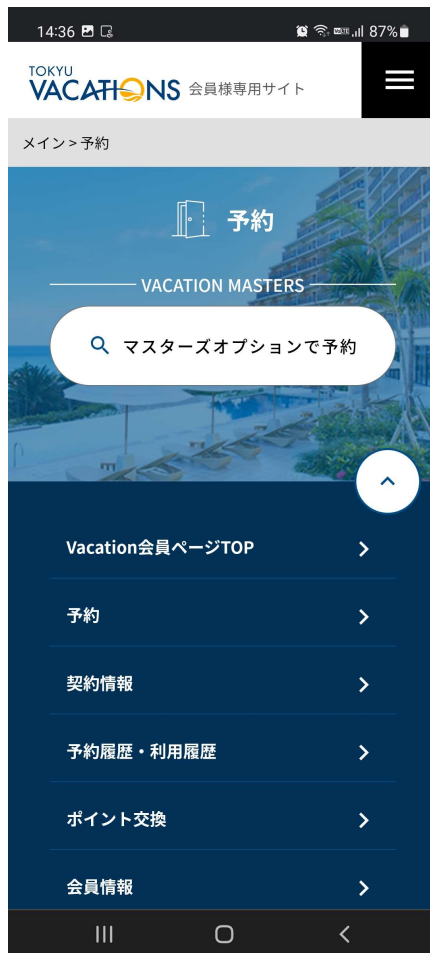 14:36
87%
TOKYU
VACATIONS 会員様専用サイト
メイン > 予約
予約
VACATION MASTERS
マスターズオプションで予約
Vacation会員ページTOP
予約
契約情報
予約履歴・利用履歴
ポイント交換
会員情報